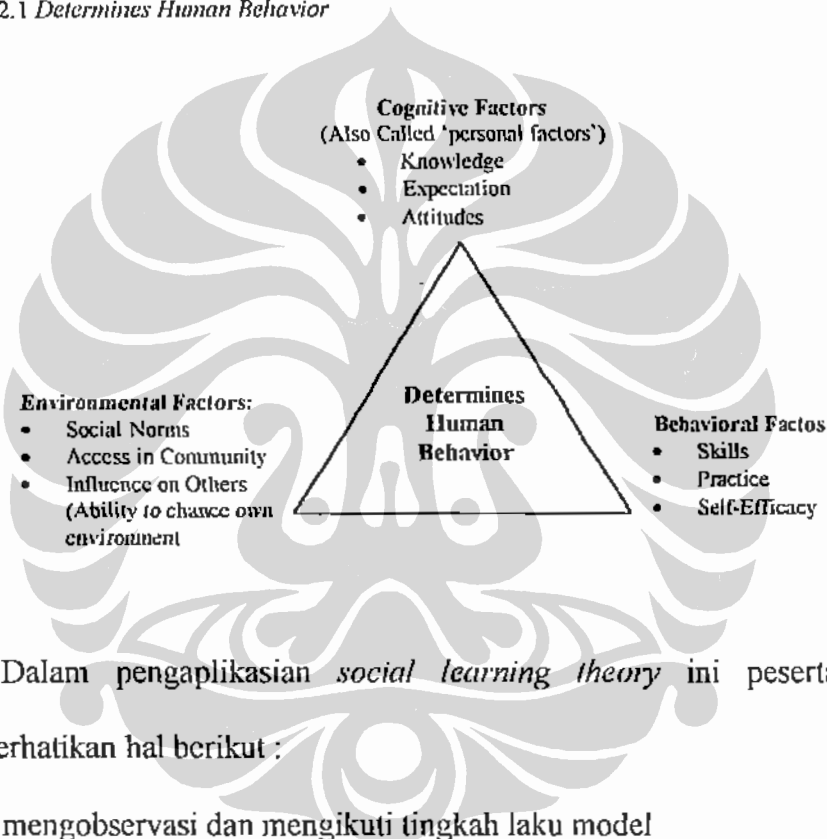 2.1 Determines Human Behavior
Cognitive Factors
(Also Called 'personal factors')
• Knowledge
• Expectation
• Attitudes
Determines
Human
Behavior
Environmental Factors:
• Social Norms
• Access in Community
• Influence on Others
(Ability to chance own
environment
Behavioral Factos
• Skills
• Practice
• Self-Efficacy
Dalam pengaplikasian social learning theory ini peserta
erhatikan hal berikut :
mengobservasi dan mengikuti tingkah laku model